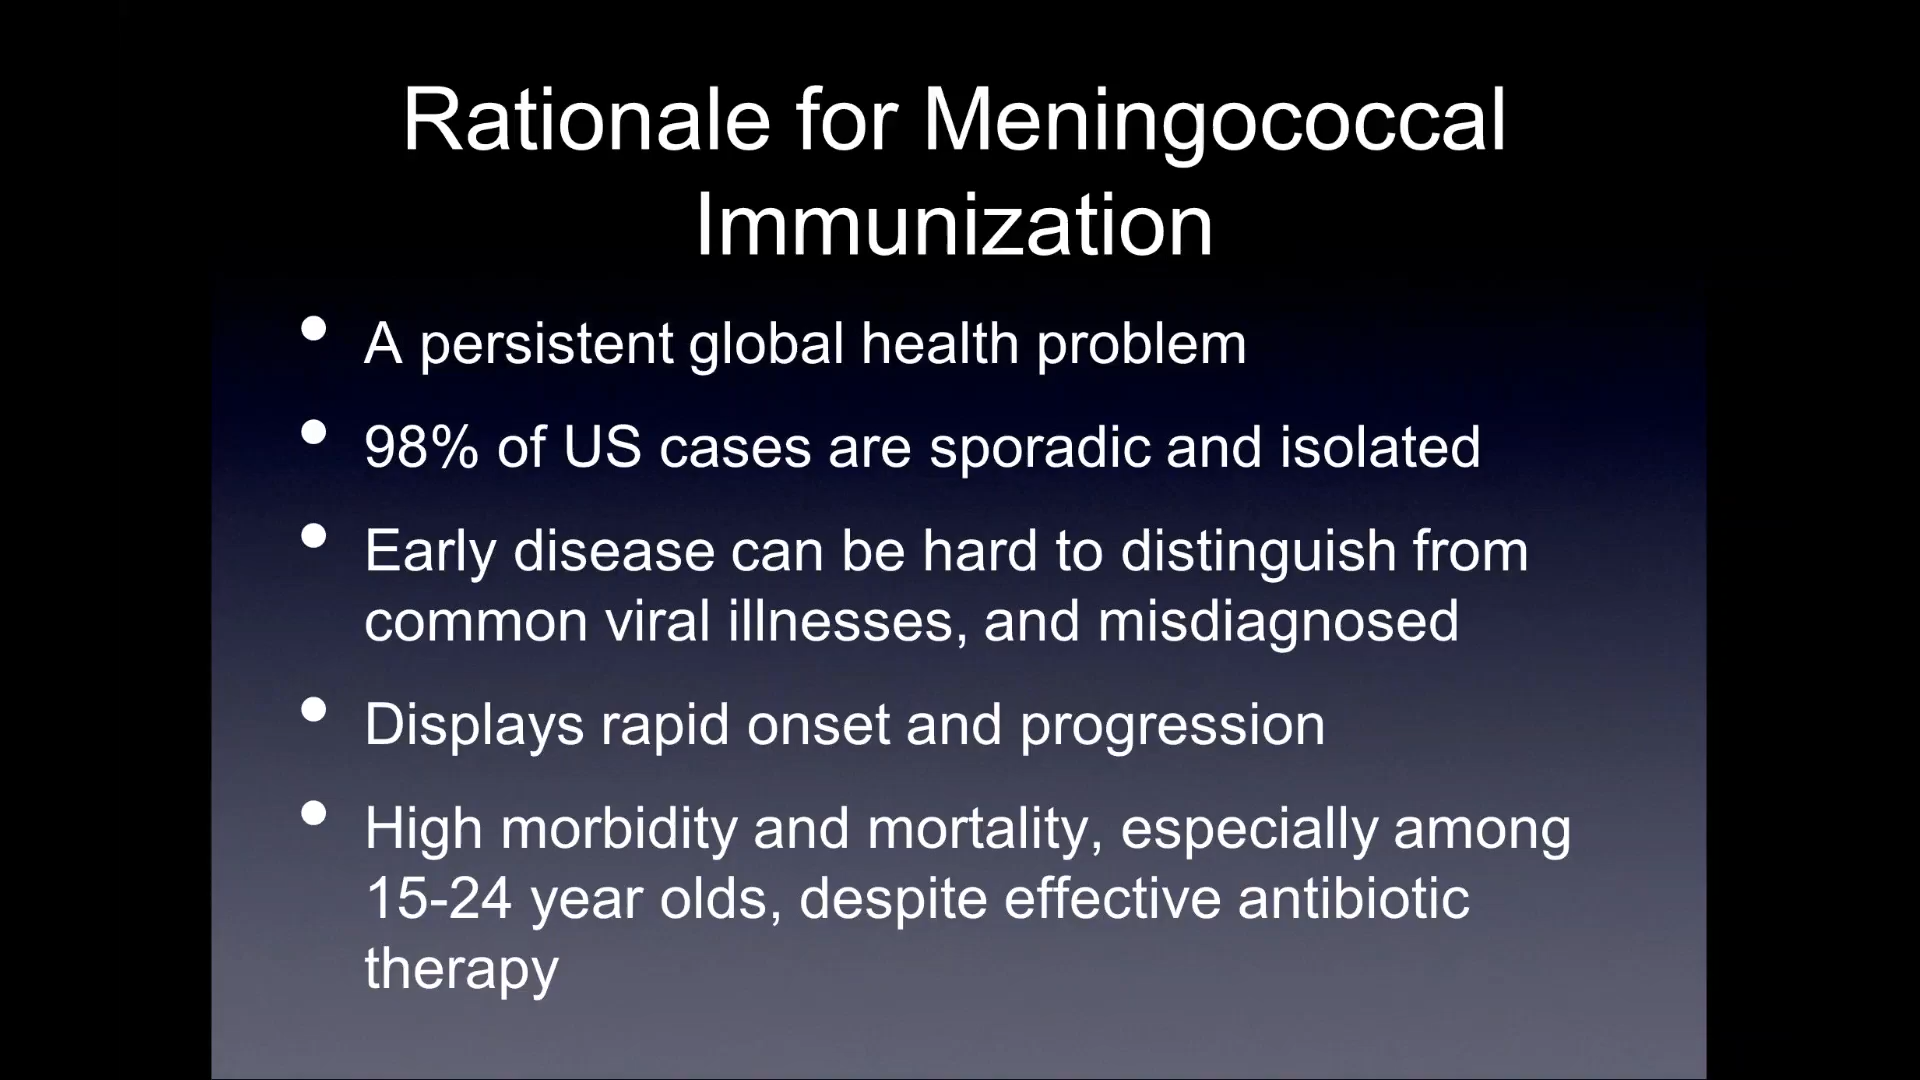 Rationale for Meningococcal
Immunization
• A persistent global health problem
• 98% of US cases are sporadic and isolated
• Early disease can be hard to distinguish from
common viral illnesses, and misdiagnosed
• Displays rapid onset and progression
• High morbidity and mortality, especially among
15-24 year olds, despite effective antibiotic
therapy